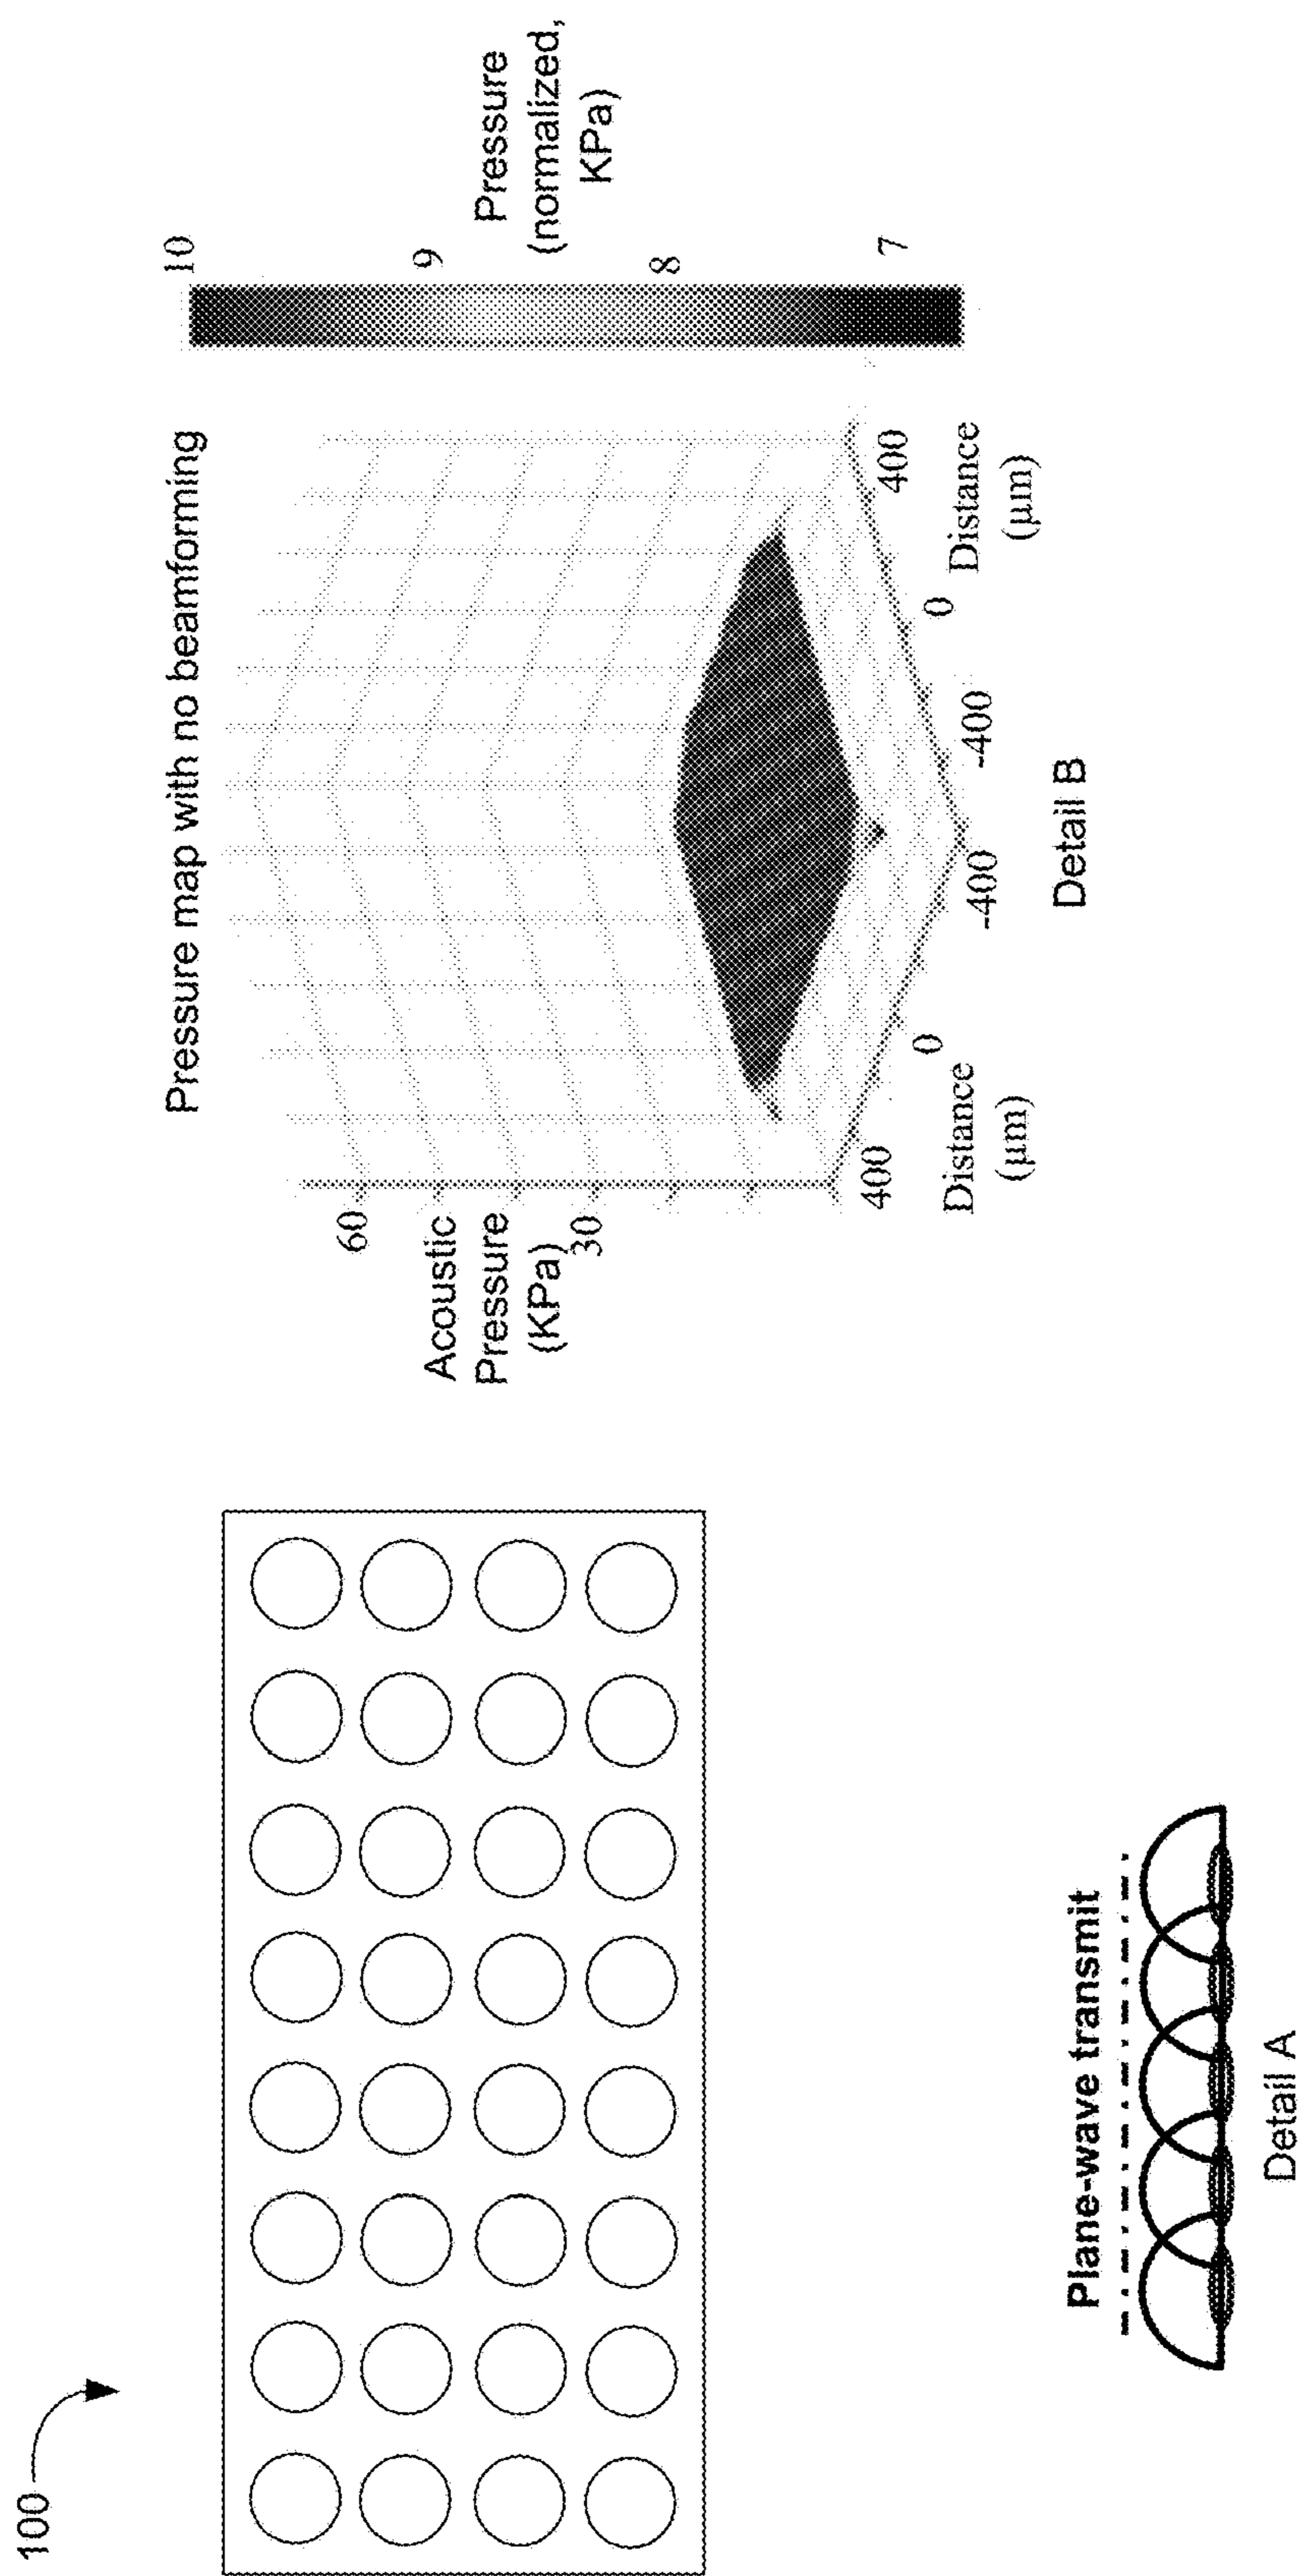 100
Plane-wave transmit
Detail A
Pressure map with no beamforming
60
Acoustic
Pressure
(KPa)
30
400
0
-400
Distance
(μm)
-400
0
400
Distance
(μm)
Detail B
10
9
8
7
Pressure
(normalized,
KPa)